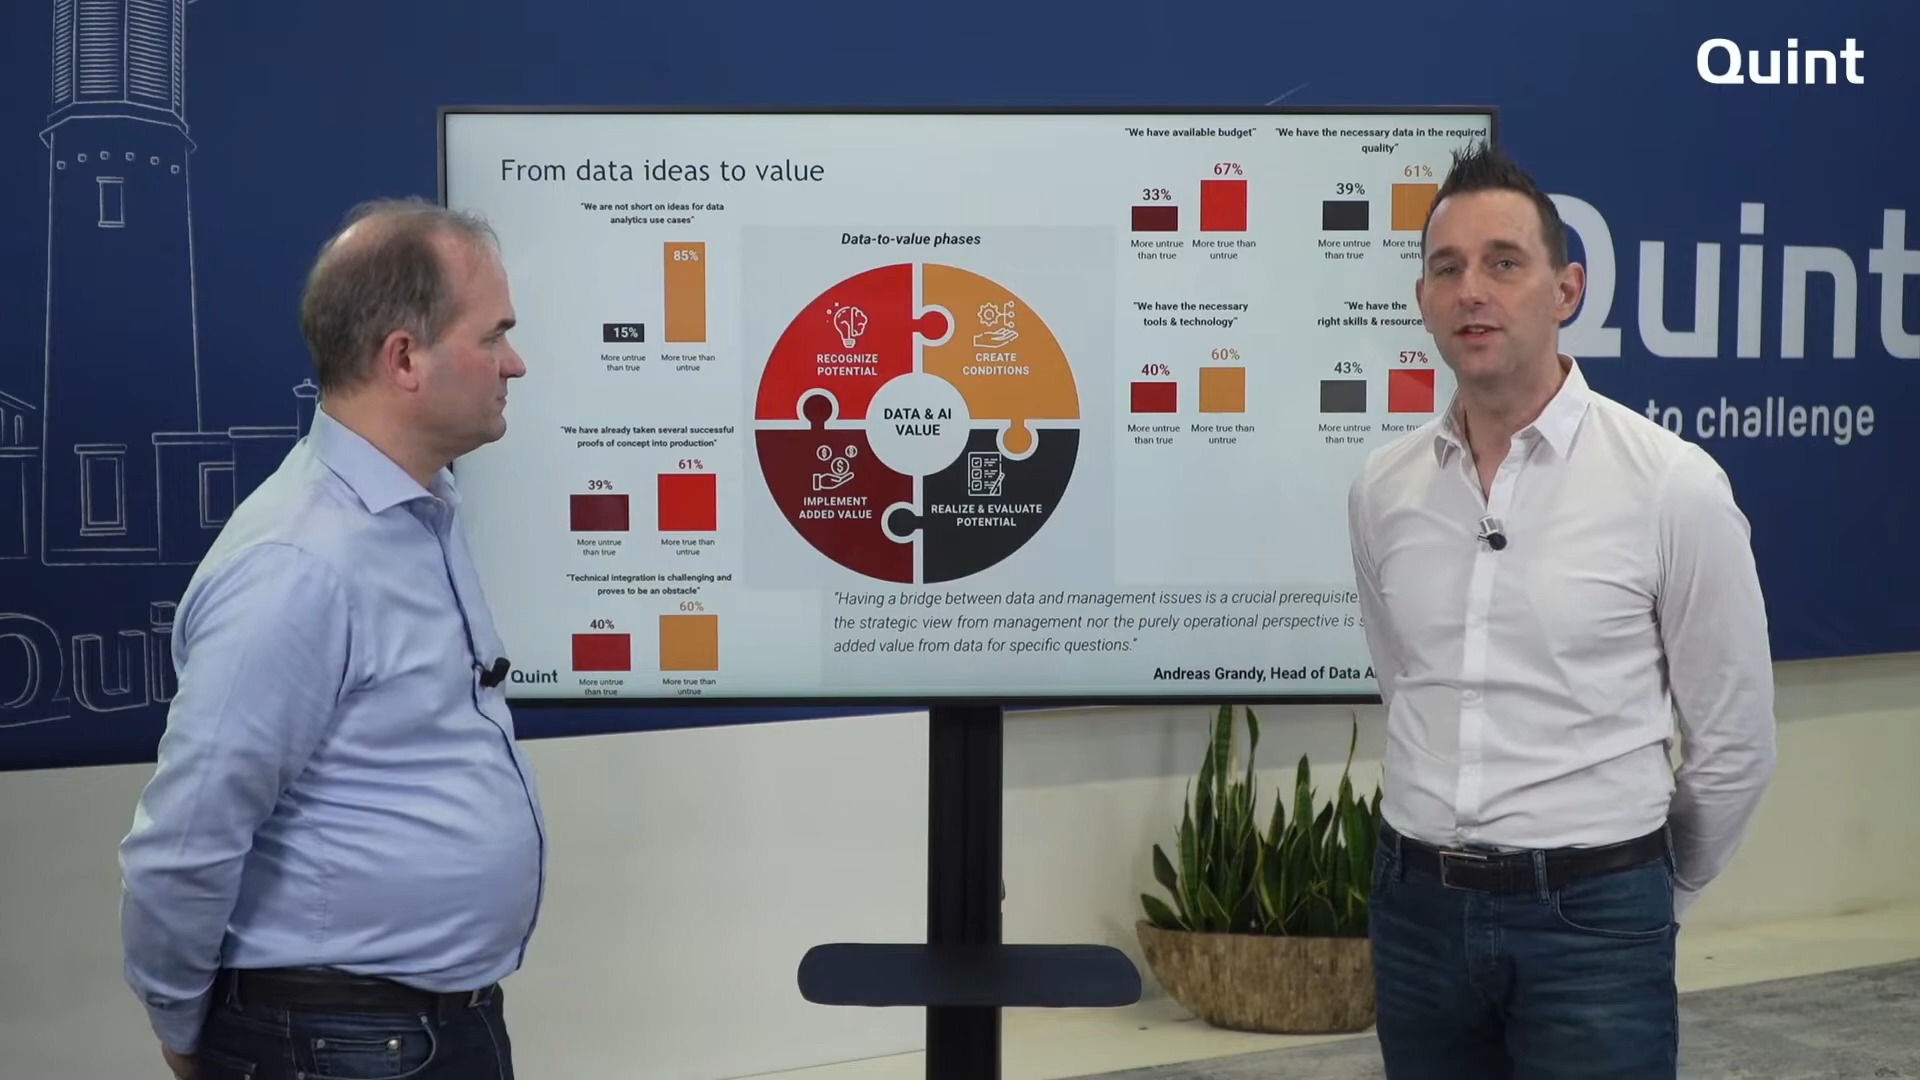 Quint
From data ideas to value
"We are not short on ideas for data
analytics use cases"
85%
15%
More untrue
than true
More true than
untrue
"We have already taken several successful
proofs of concept into production"
61%
39%
More untrue
than true
More true than
untrue
"Technical integration is challenging and
proves to be an obstacle"
60%
40%
More untrue
than true
More true than
untrue
Quint
Data-to-value phases
RECOGNIZE
POTENTIAL
CREATE
CONDITIONS
DATA & AI
VALUE
IMPLEMENT
ADDED VALUE
REALIZE & EVALUATE
POTENTIAL
"We have available budget"
67%
33%
More untrue
than true
More true than
untrue
"We have the necessary data in the required
quality"
61%
39%
More untrue
than true
More
"We have the necessary
tools & technology"
60%
40%
More untrue
than true
More true than
untrue
"We have the
right skills &
57%
43%
More untrue
than true
More
"Having a bridge between data and management issues is a crucial prerequisite.
the strategic view from management nor the purely operational perspective is
added value from data for specific questions."
Andreas Grandy, Head of Data
Quint
to challenge
Qui